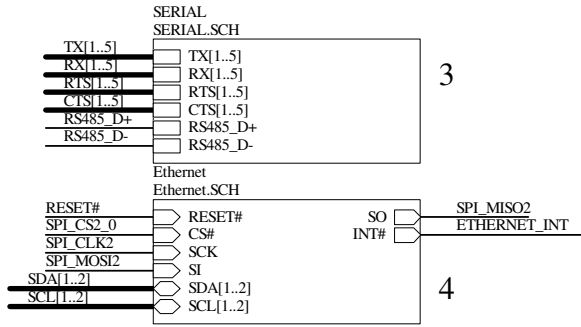 SERIAL
SERIAL.SCH
TX[1..5] TX[1..5]
RX[1..5] RX[1..5]
RTS[1..5] RTS[1..5]
CTS[1..5] CTS[1..5]
RS485_D+ RS485_D+
RS485_D- RS485_D-
3
Ethernet
Ethernet.SCH
RESET# RESET# SO SPI_MISO2
SPI_CS2_0 CS# INT# ETHERNET_INT
SPI_CLK2 SCK
SPI_MOSI2 SI
SDA[1..2] SDA[1..2]
SCL[1..2] SCL[1..2]
4